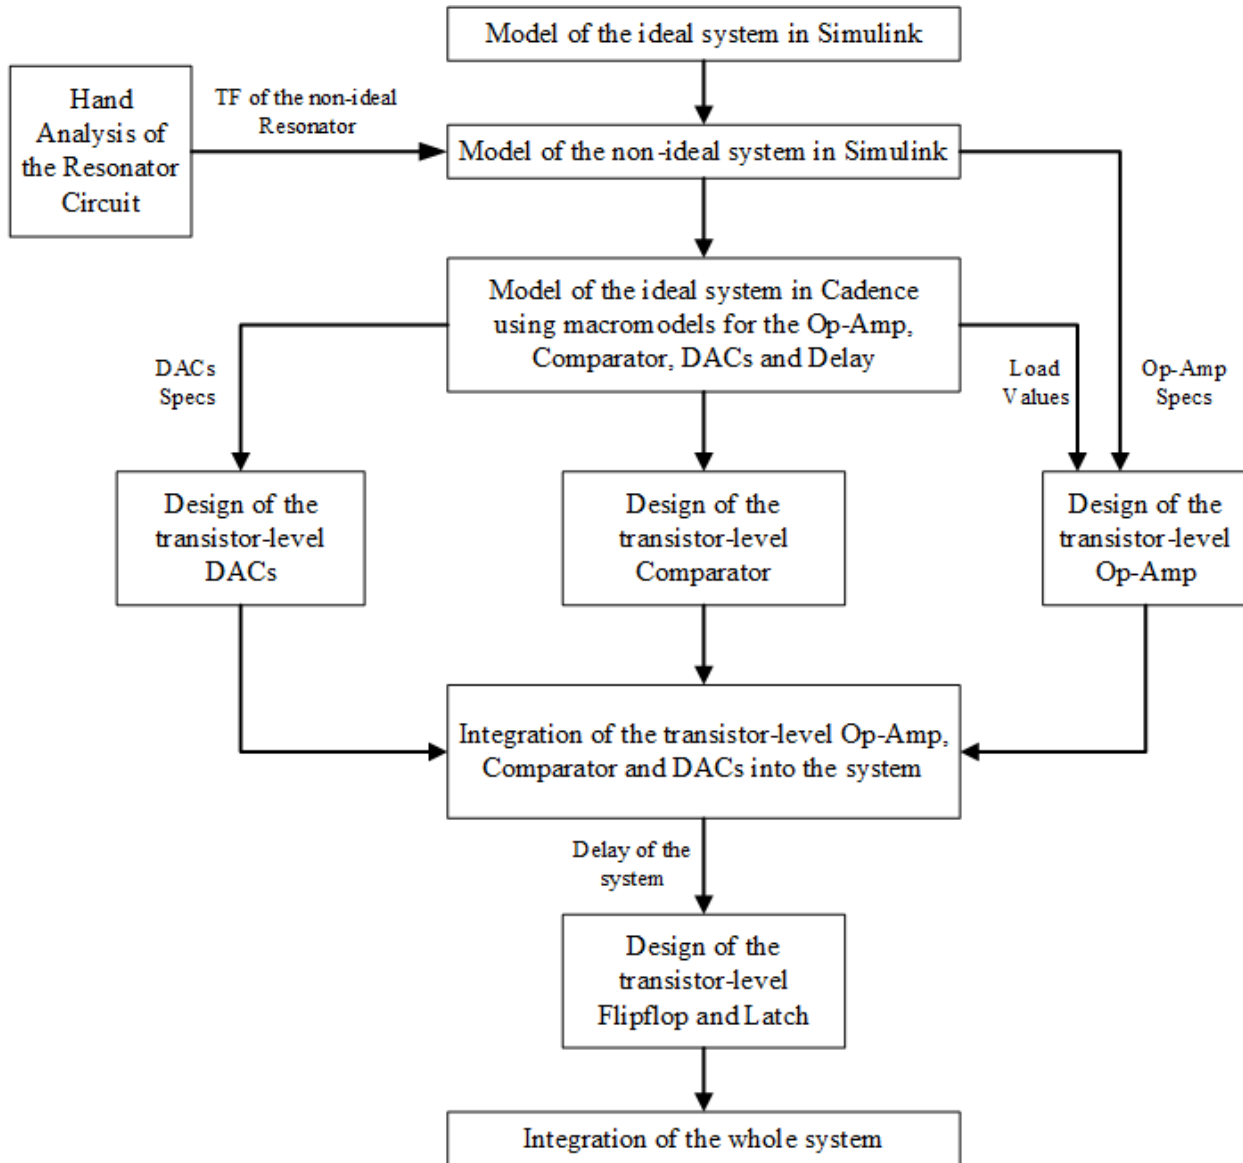 Model of the ideal system in Simulink
Hand
Analysis of
the Resonator
Circuit
TF of the non-ideal
Resonator
Model of the non-ideal system in Simulink
Model of the ideal system in Cadence
using macromodels for the Op-Amp,
Comparator, DACs and Delay
DACs
Specs
Load
Values
Op-Amp
Specs
Design of the
transistor-level
DACs
Design of the
transistor-level
Comparator
Design of the
transistor-level
Op-Amp
Integration of the transistor-level Op-Amp,
Comparator and DACs into the system
Delay of the
system
Design of the
transistor-level
Flipflop and Latch
Integration of the whole system